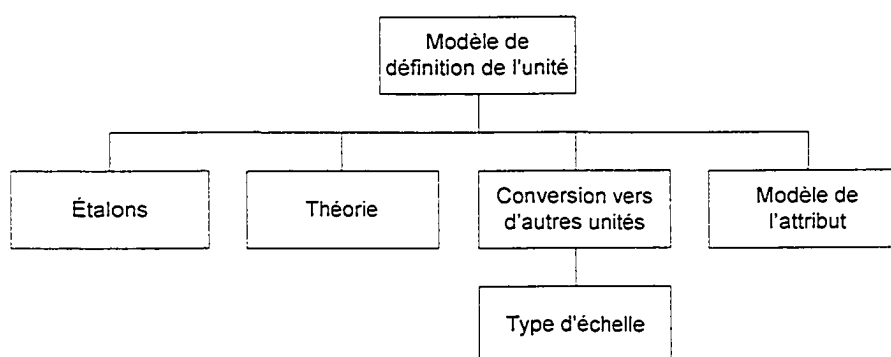 Modèle de
définition de l'unité
Étalons
Théorie
Conversion vers
d'autres unités
Modèle de
l'attribut
Type d'échelle